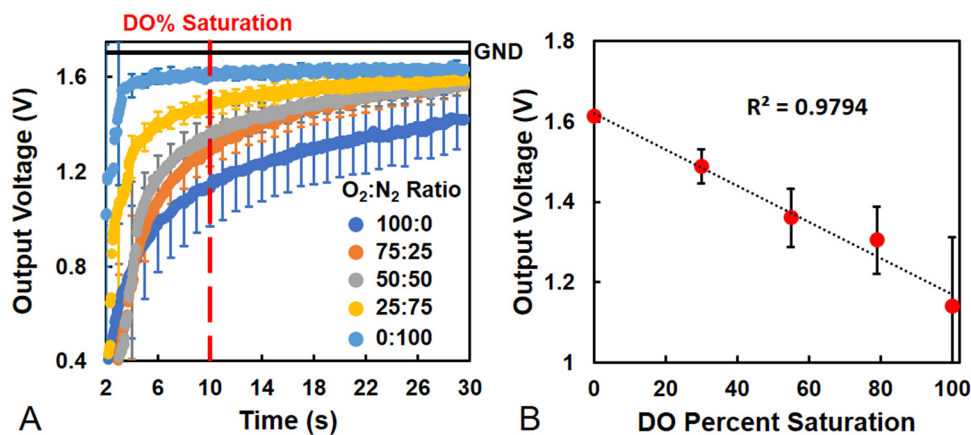 DO% Saturation
GND
1.6
1.2
0.8
0.4
Output Voltage (V)
O₂:N₂ Ratio
100:0
75:25
50:50
25:75
0:100
2 6 10 14 18 22 26 30
Time (s)
A
1.8
1.6
1.4
1.2
1
Output Voltage (V)
R² = 0.9794
0 20 40 60 80 100
DO Percent Saturation
B